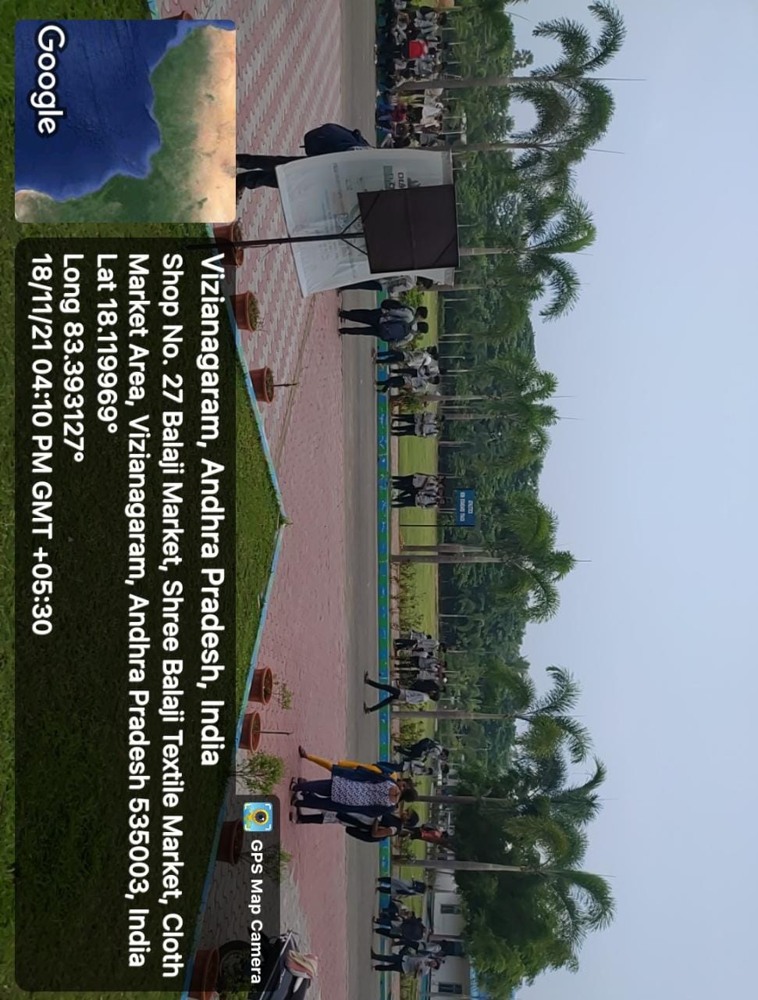 Google
GPS Map Camera
Vizianagaram, Andhra Pradesh, India
Shop No. 27 Balaji Market, Shree Balaji Textile Market, Cloth
Market Area, Vizianagaram, Andhra Pradesh 535003, India
Lat 18.119969°
Long 83.393127°
18/11/21 04:10 PM GMT +05:30